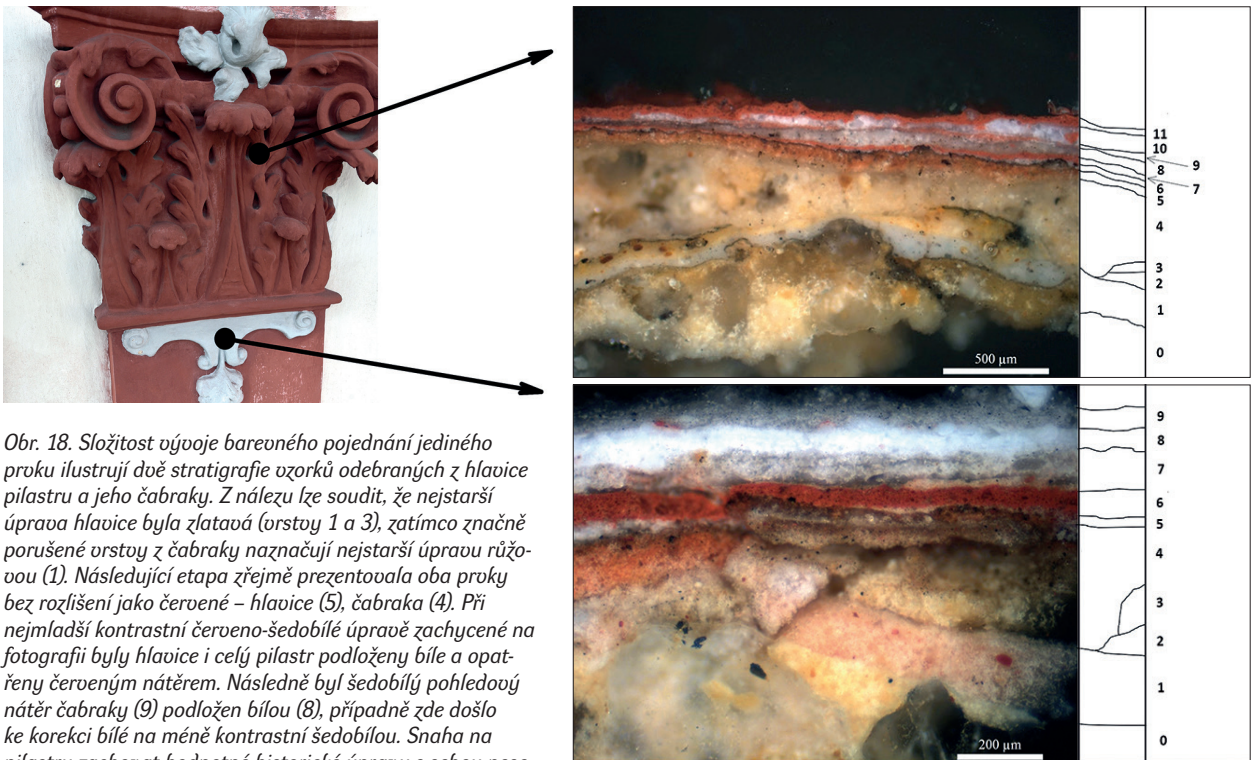 11
10
9
8
7
6
5
4
3
2
1
0
500 µm
9
8
7
6
5
4
3
2
1
0
200 µm
Obr. 18. Složitost vývoje barevného pojednání jediného
prvku ilustrují dvě stratigrafie vzorků odebraných z hlavice
pilastru a jeho čabraky. Z nálezu lze soudit, že nejstarší
úprava hlavice byla zlatavá (vrstvy 1 a 3), zatímco značně
porušené vrstvy z čabraky naznačují nejstarší úpravu růžo-
vou (1). Následující etapa zřejmě prezentovala oba prvky
bez rozlišení jako červené – hlavice (5), čabraka (4). Při
nejmladší kontrastní červeno-šedobílé úpravě zachycené na
fotografii byly hlavice i celý pilastr podloženy bíle a opat-
řeny červeným nátěrem. Následně byl šedobílý pohledový
nátěr čabraky (9) podložen bílou (8), případně zde došlo
ke korekci bílé na méně kontrastní šedobílou. Snaha na